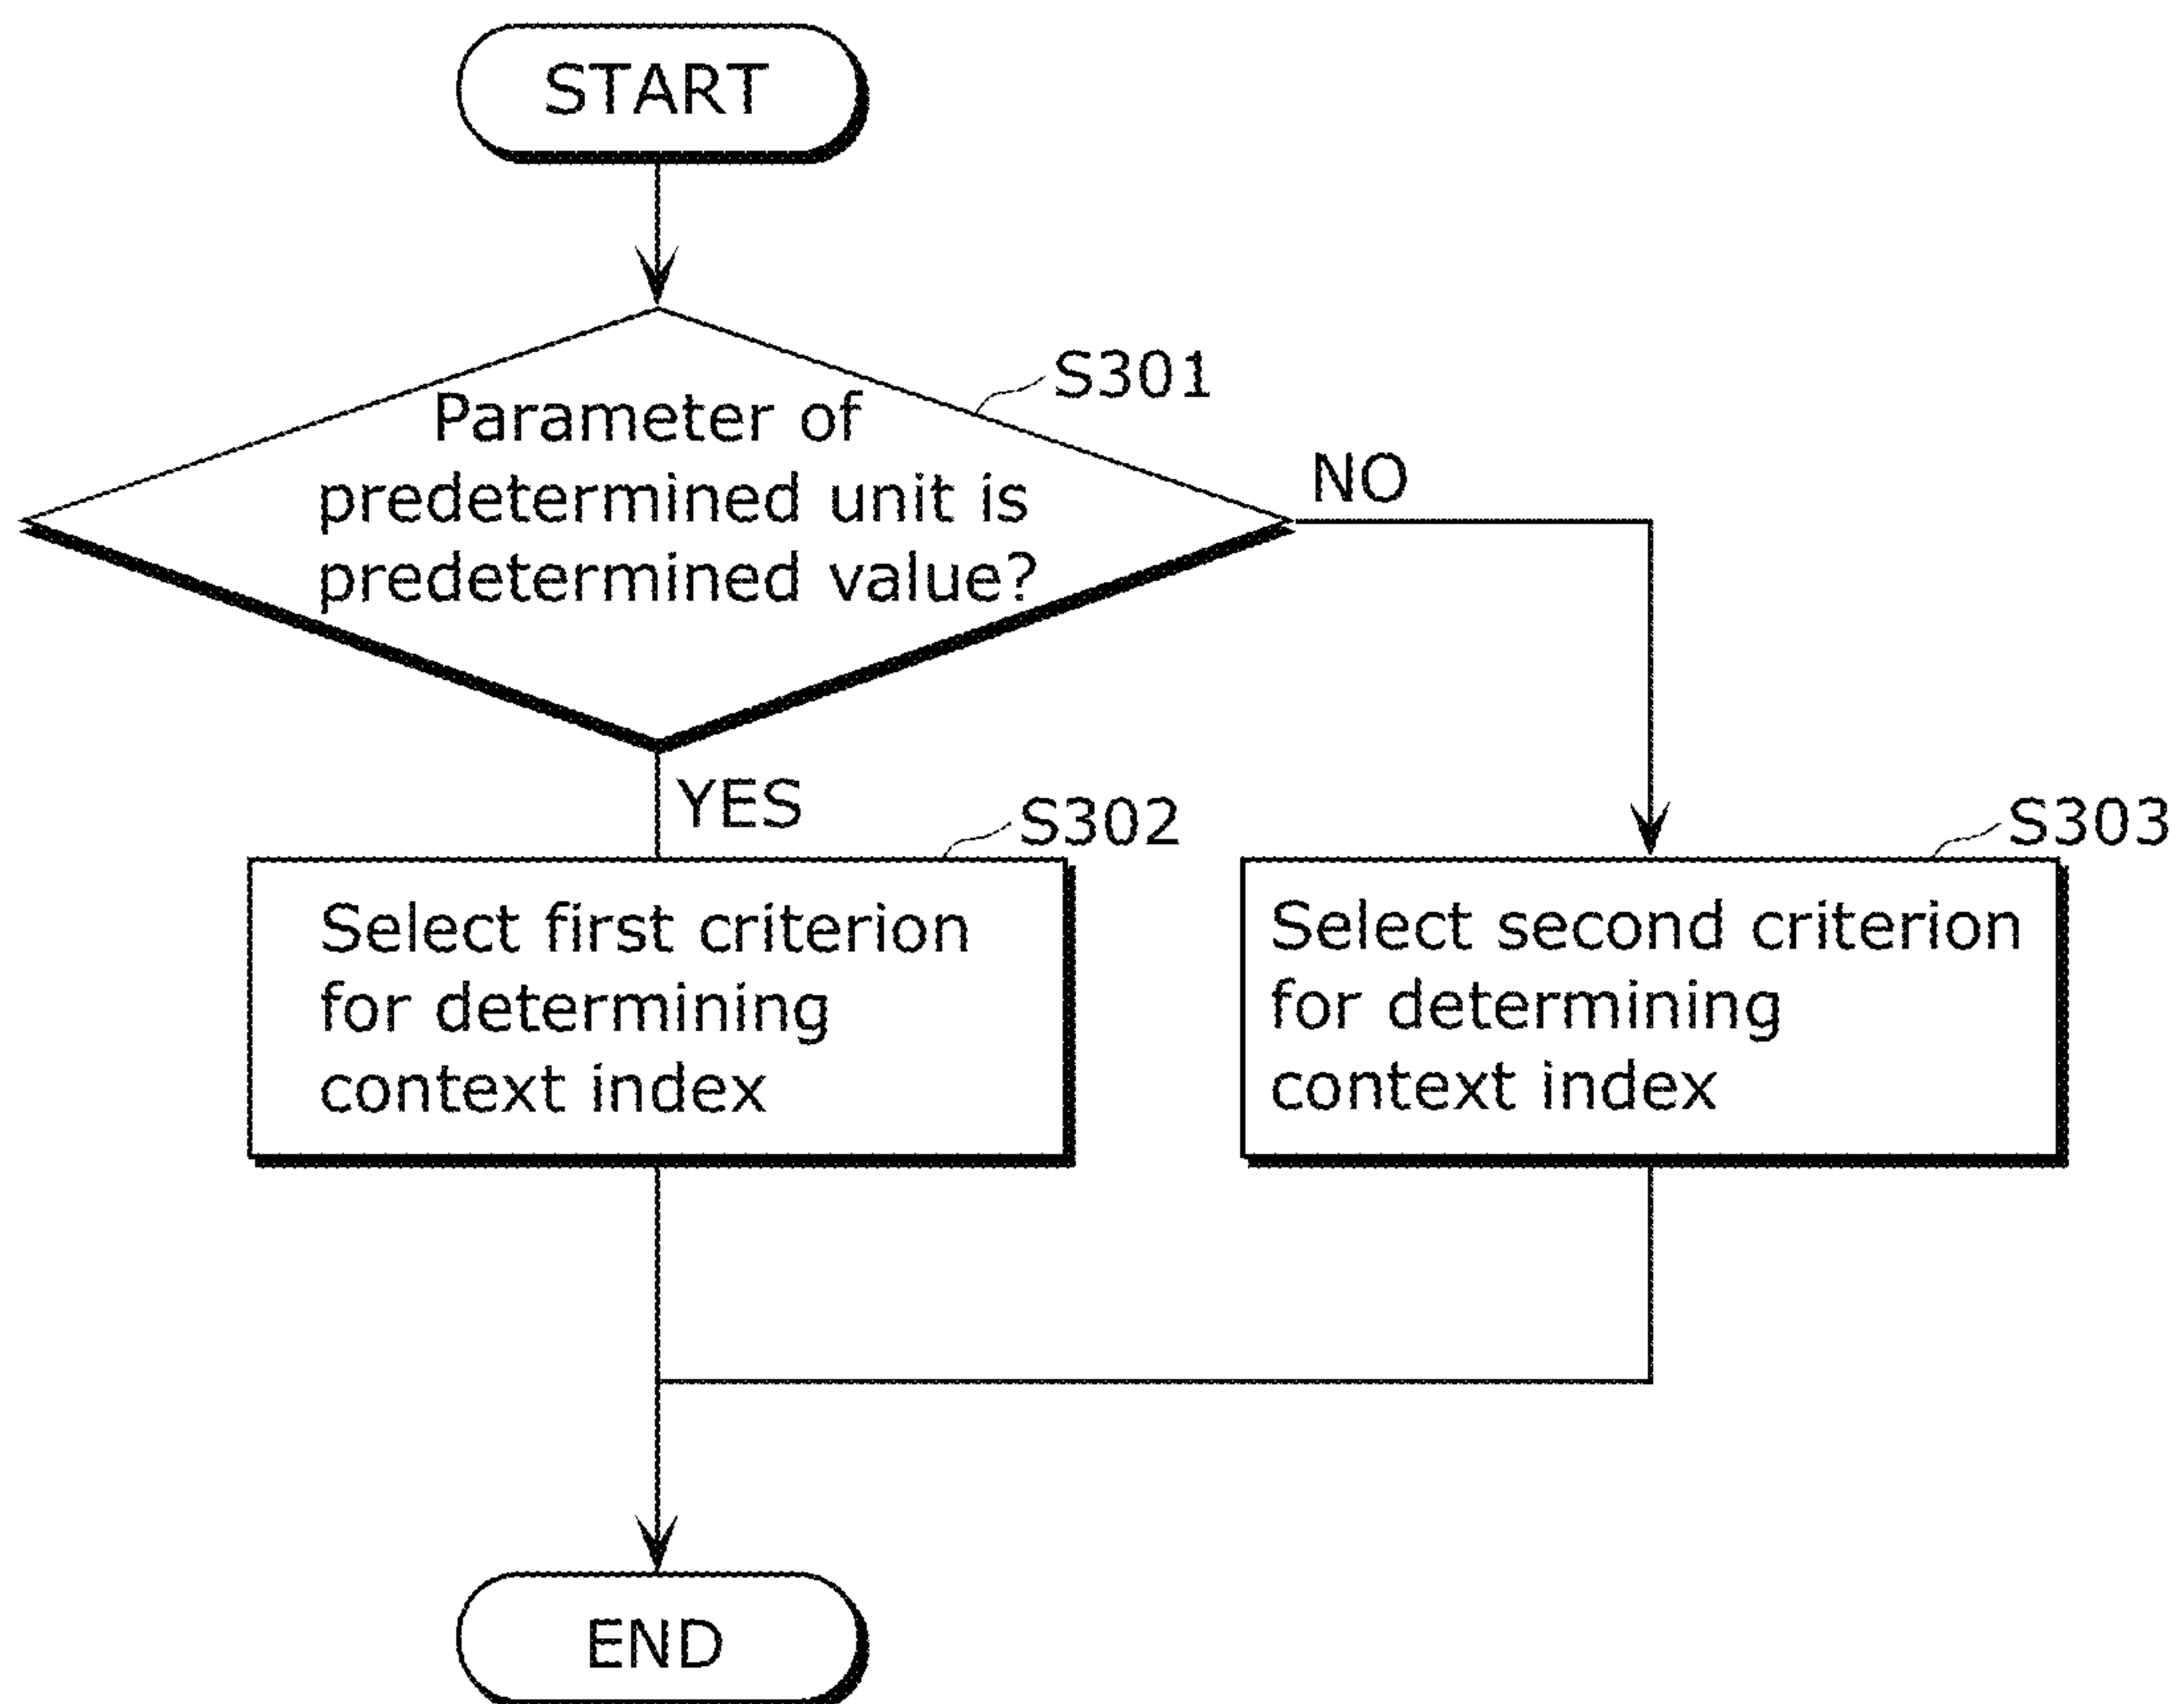 START
S301
Parameter of
predetermined unit is
predetermined value?
NO
YES
S302
Select first criterion
for determining
context index
S303
Select second criterion
for determining
context index
END